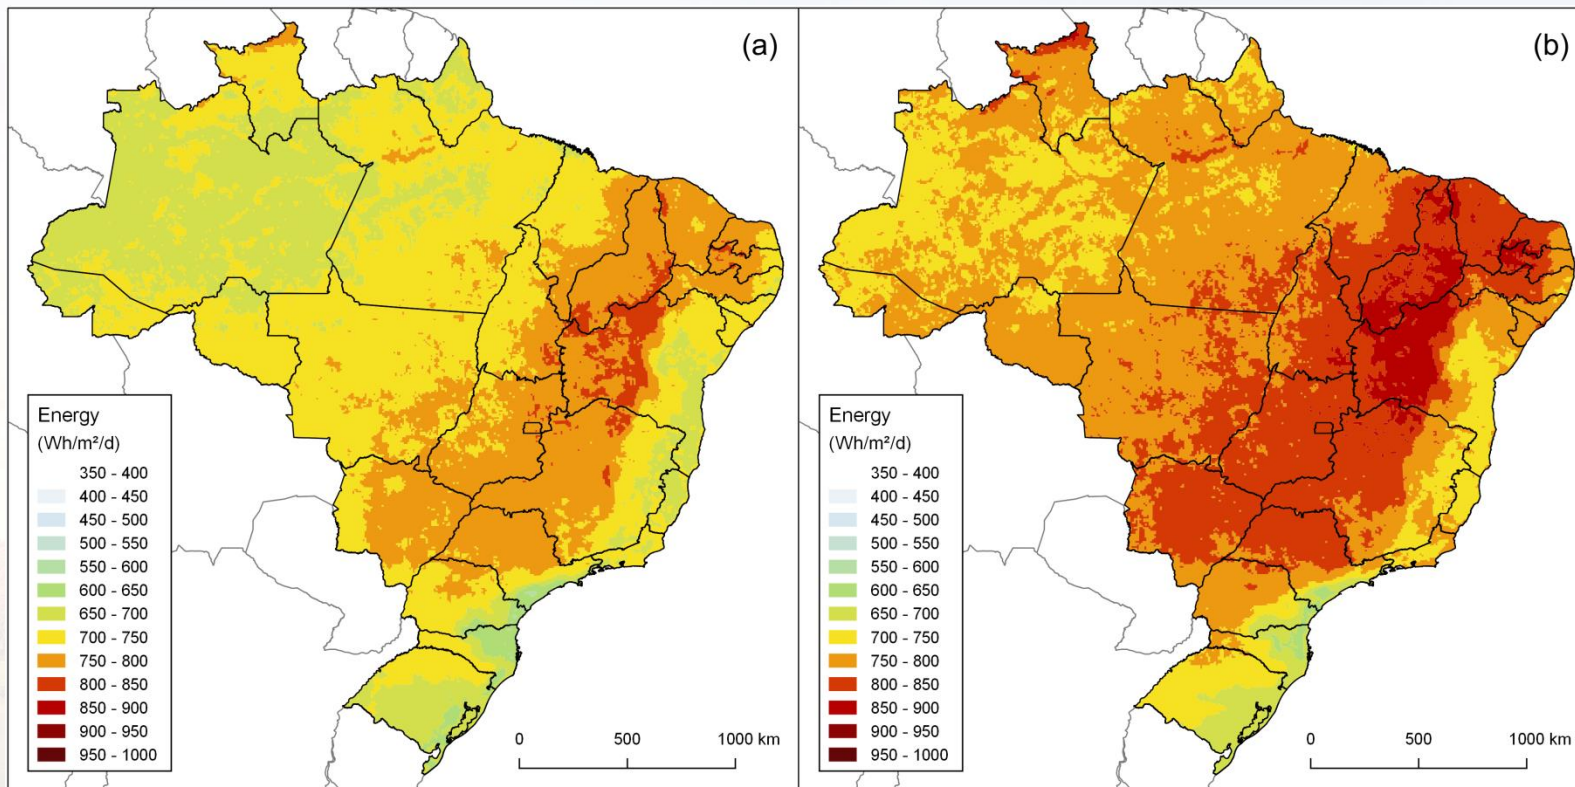 (a)
Energy
(Wh/m²/d)
350 - 400
400 - 450
450 - 500
500 - 550
550 - 600
600 - 650
650 - 700
700 - 750
750 - 800
800 - 850
850 - 900
900 - 950
950 - 1000
0 500 1000 km
(b)
Energy
(Wh/m²/d)
350 - 400
400 - 450
450 - 500
500 - 550
550 - 600
600 - 650
650 - 700
700 - 750
750 - 800
800 - 850
850 - 900
900 - 950
950 - 1000
0 500 1000 km